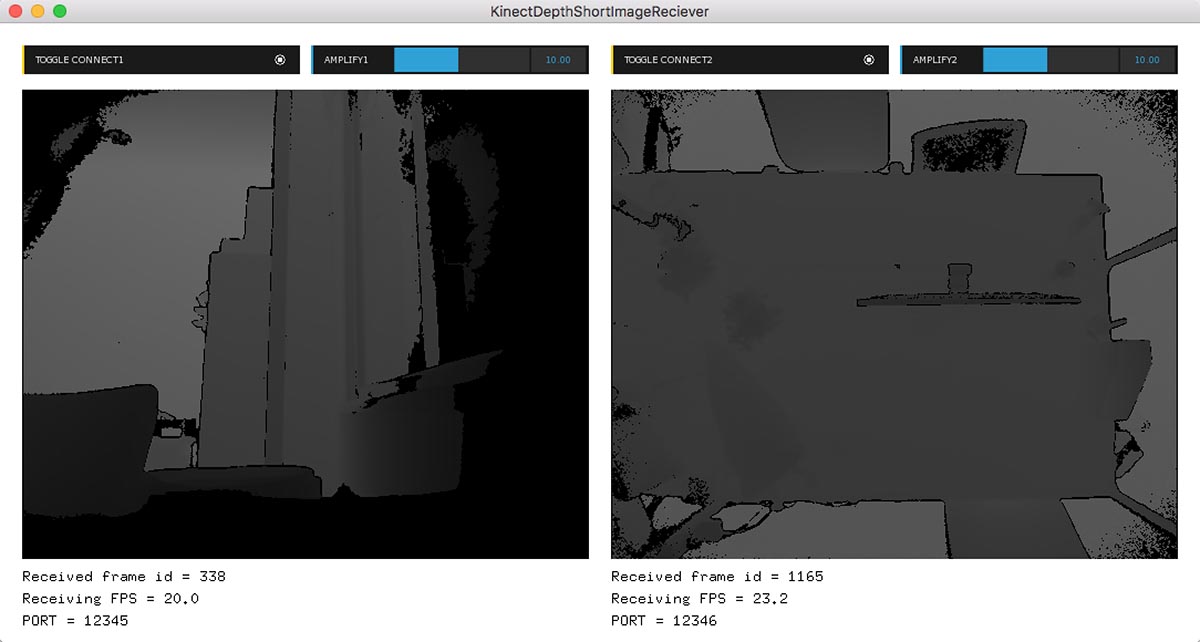 KinectDepthShortImageReciever
TOGGLE CONNECT1
AMPLIFY1
10.00
TOGGLE CONNECT2
AMPLIFY2
10.00
Received frame id = 338
Receiving FPS = 20.0
PORT = 12345
Received frame id = 1165
Receiving FPS = 23.2
PORT = 12346